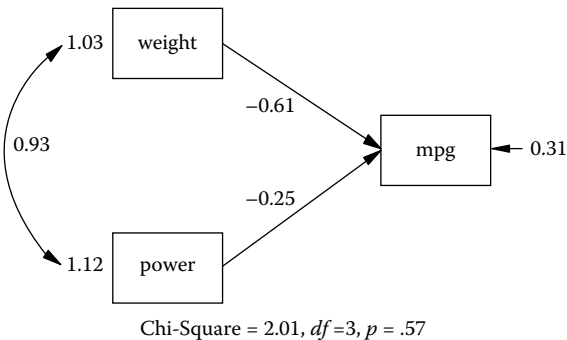 1.03
weight
−0.61
0.93
mpg
0.31
−0.25
1.12
power
Chi-Square = 2.01, df =3, p = .57